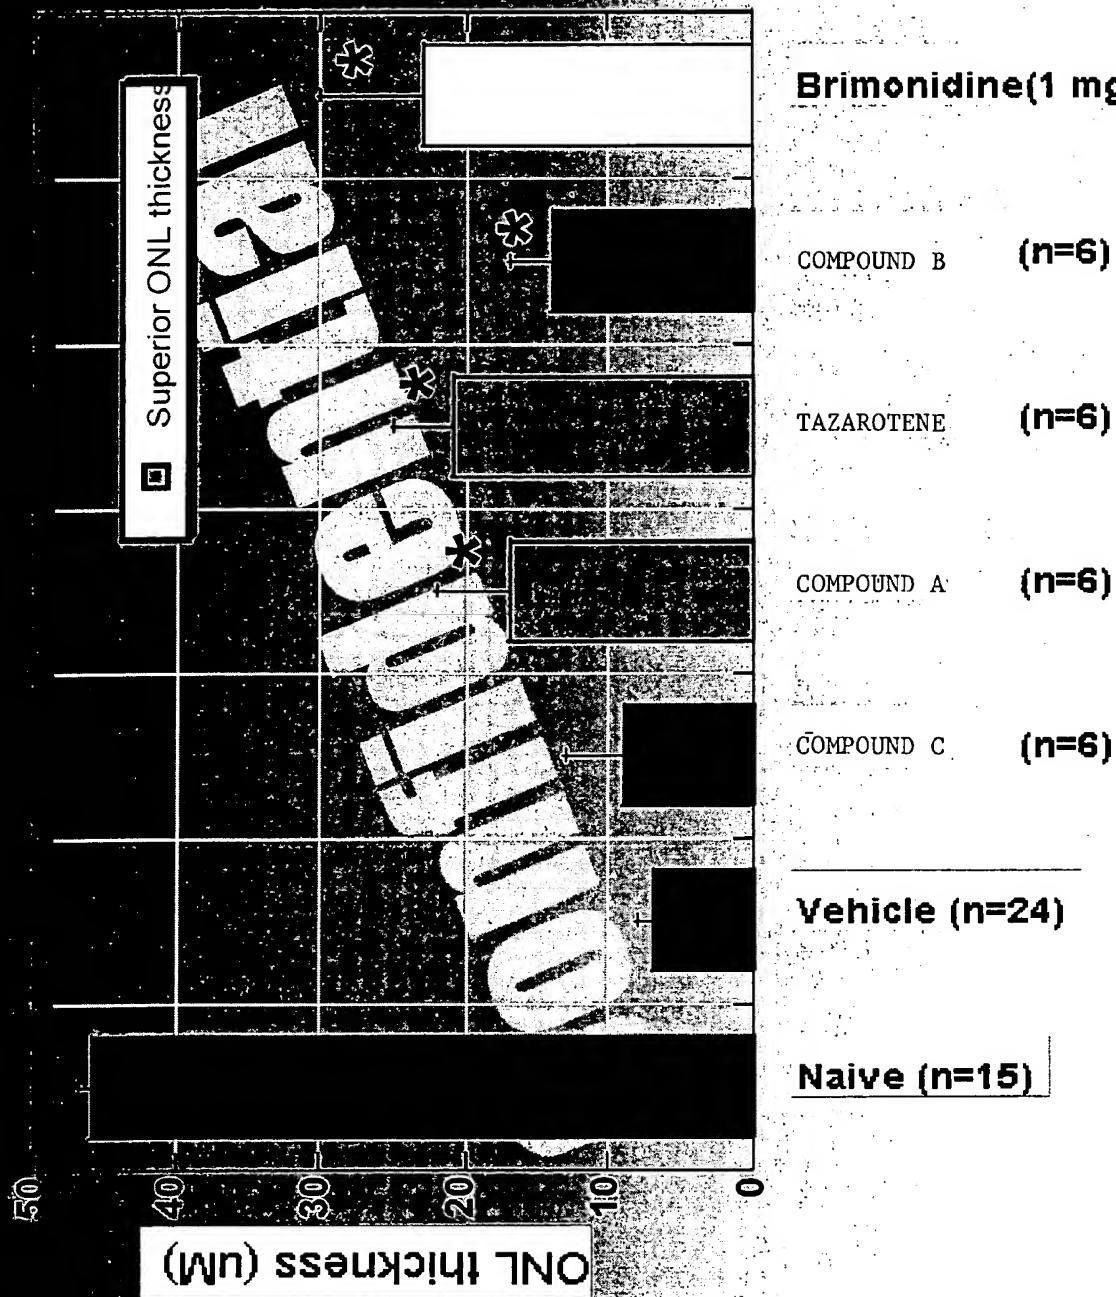 Superior ONL thickness
*
*
*
*
Confidential
Brimonidine(1 mg
COMPOUND B (n=6)
TAZAROTENE (n=6)
COMPOUND A (n=6)
COMPOUND C (n=6)
Vehicle (n=24)
Naive (n=15)
50
40
30
20
10
0
ONL thickness (uM)